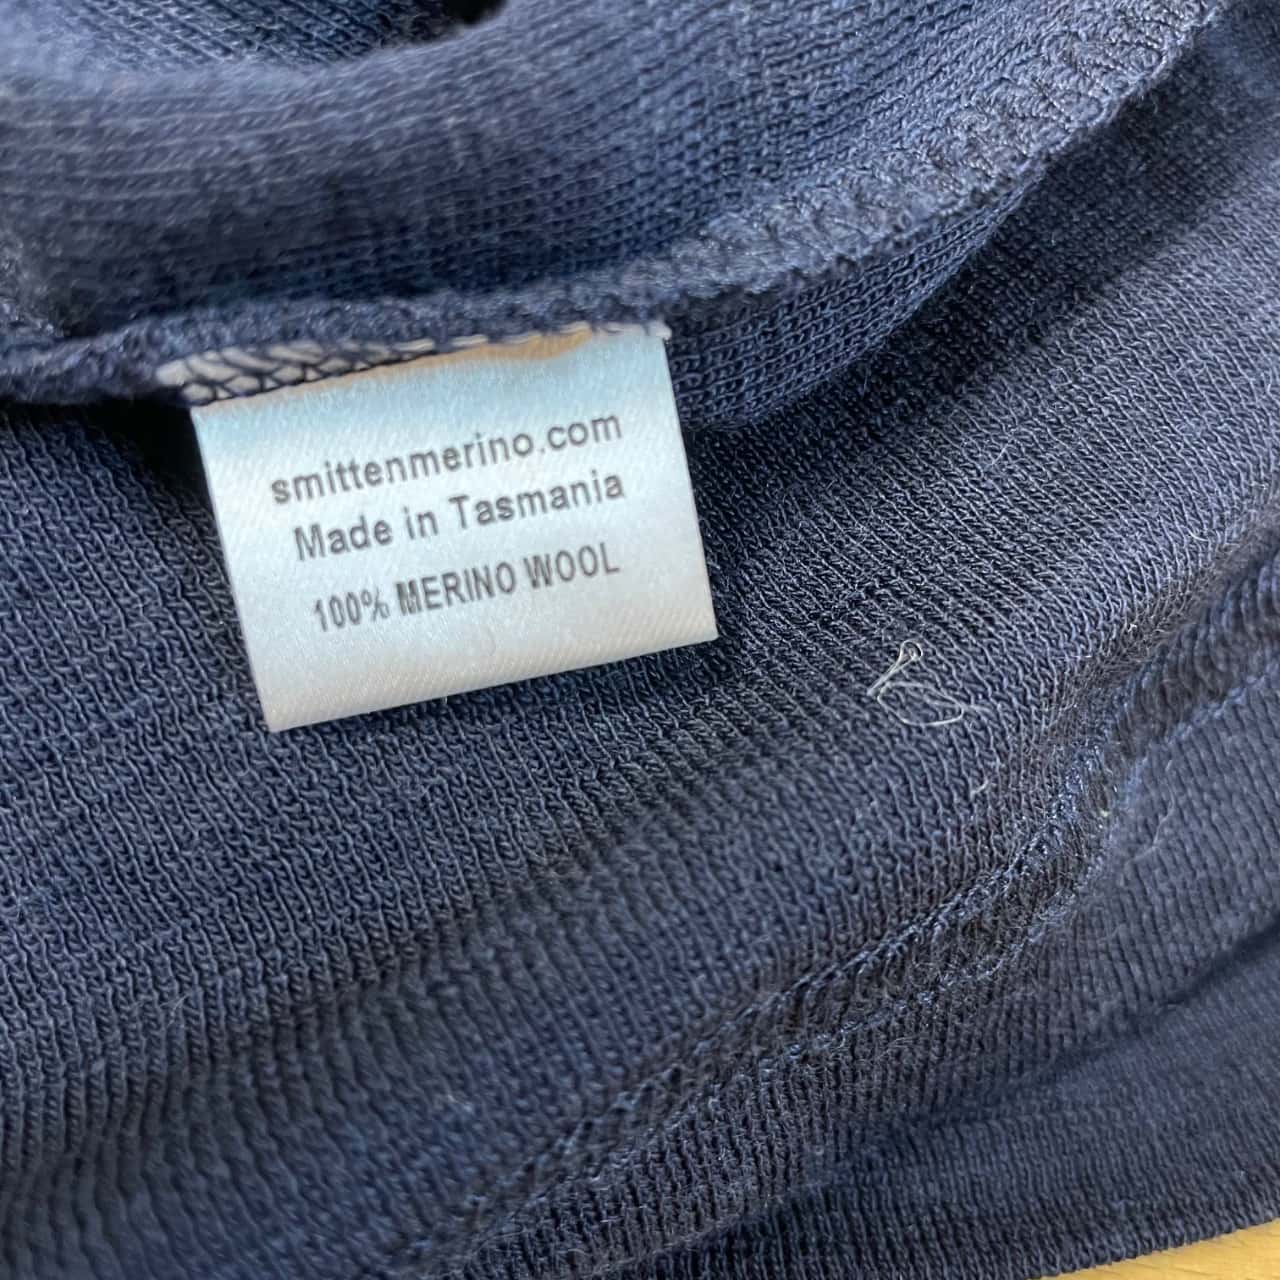 smittenmerino.com
Made in Tasmania
100% MERINO WOOL